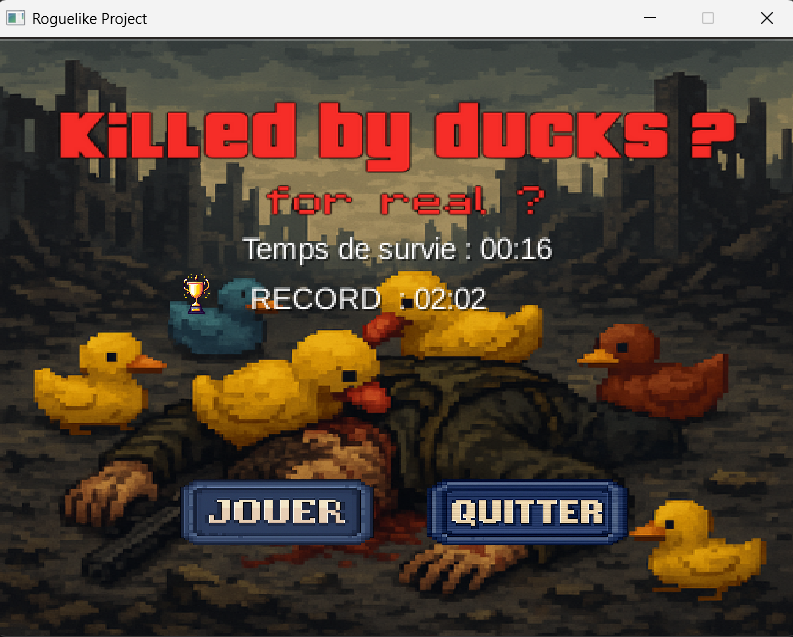 Roguelike Project
Killed by ducks ?
for real ?
Temps de survie : 00:16
RECORD : 02:02
JOUER
QUITTER